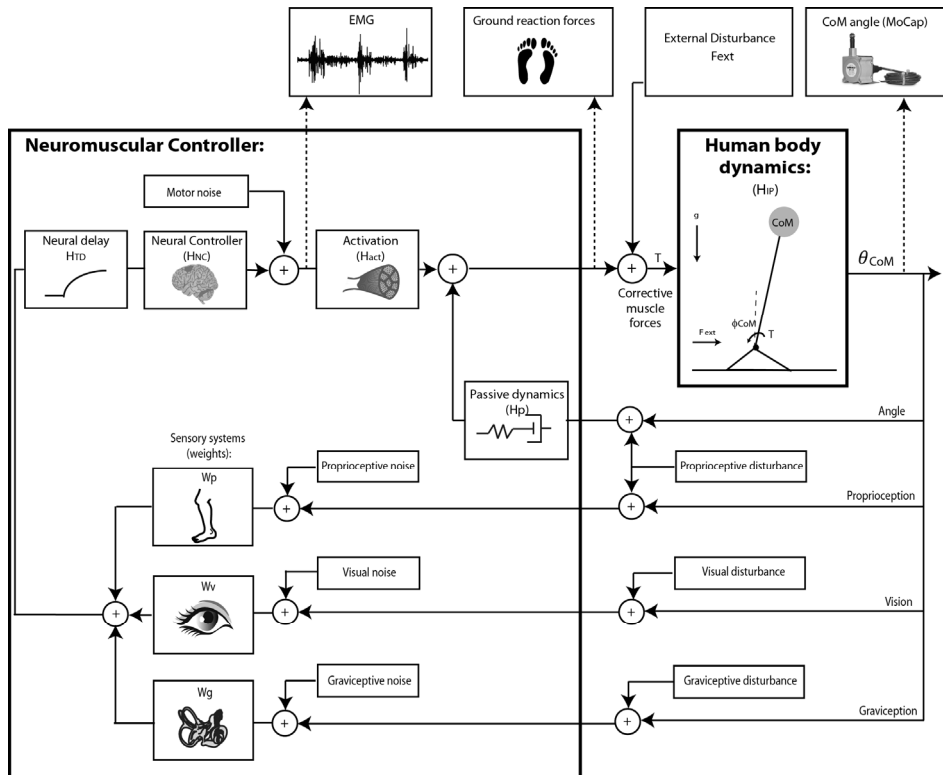 EMG
Ground reaction forces
External Disturbance
Fext
CoM angle (MoCap)
Neuromuscular Controller:
Human body
dynamics:
(HIP)
Motor noise
g
CoM
Neural delay
HTD
Neural Controller
(HNC)
Activation
(Hact)
T
θCoM
Corrective
muscle
forces
ϕCoM
T
F ext
Passive dynamics
(Hp)
Angle
Sensory systems
(weights):
Proprioceptive noise
Proprioceptive disturbance
Wp
Proprioception
Visual noise
Visual disturbance
Wv
Vision
Graviceptive noise
Graviceptive disturbance
Wg
Graviception